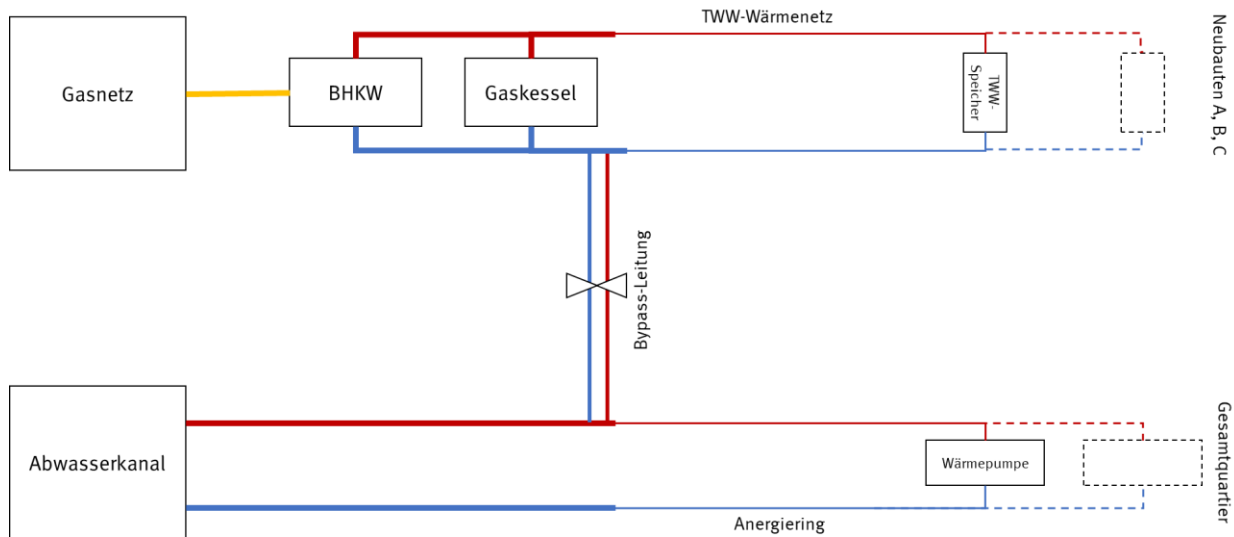 TWW-Wärmenetz
Gasnetz
BHKW
Gaskessel
TWW-
Speicher
Neubauten A, B, C
Bypass-Leitung
Abwasserkanal
Wärmepumpe
Gesamtquartier
Anergiering